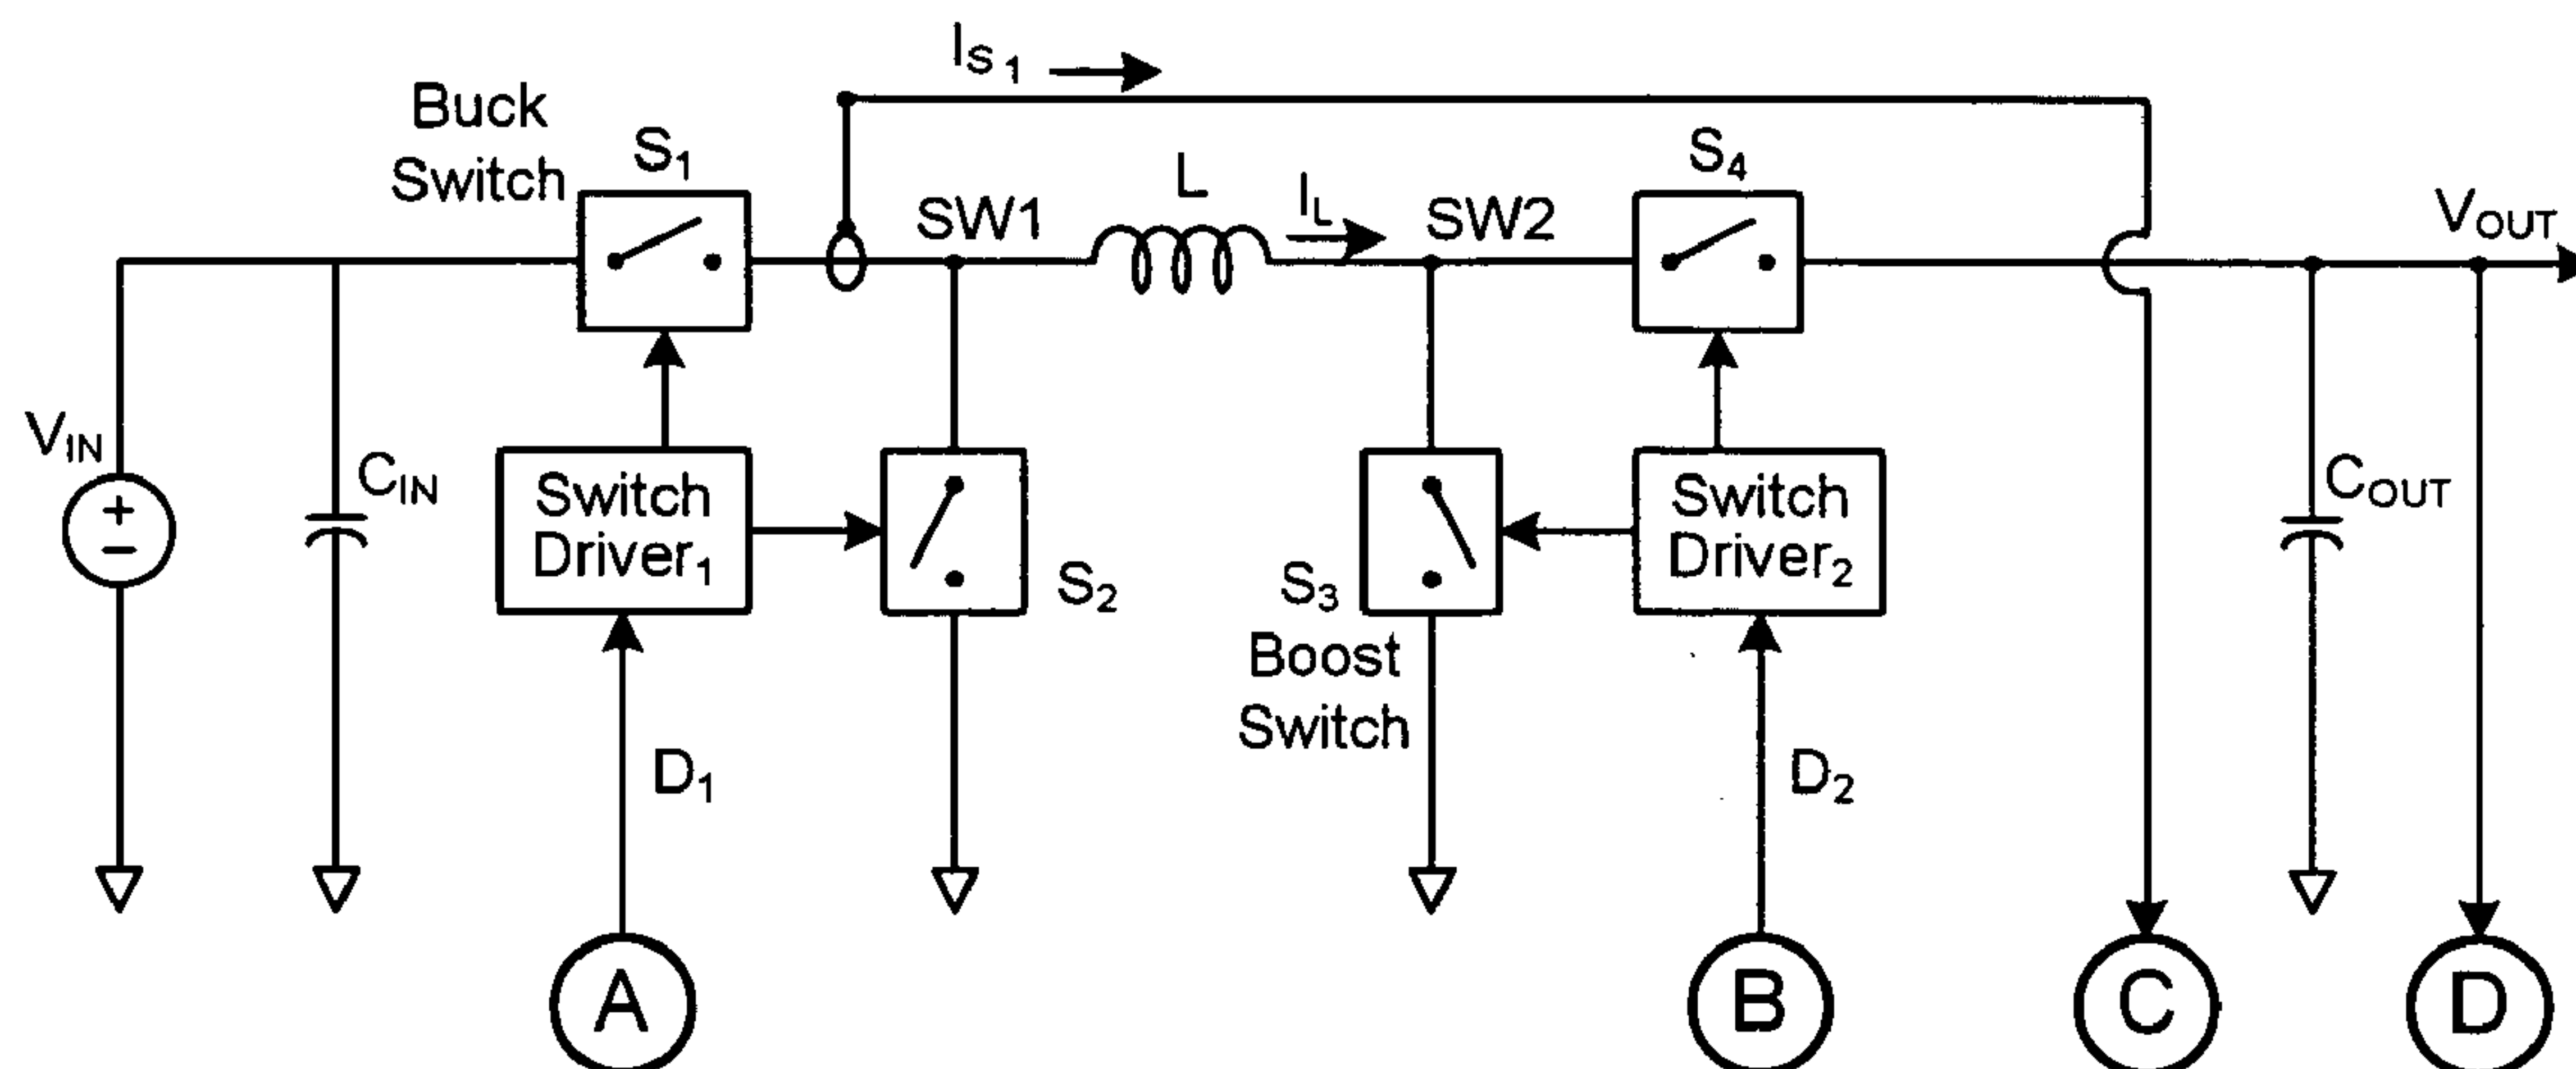 I_S1
Buck
Switch
S1
SW1
L
I_L
SW2
S4
V_OUT
V_IN
+
−
C_IN
Switch
Driver1
S2
S3
Boost
Switch
Switch
Driver2
C_OUT
D1
D2
A
B
C
D